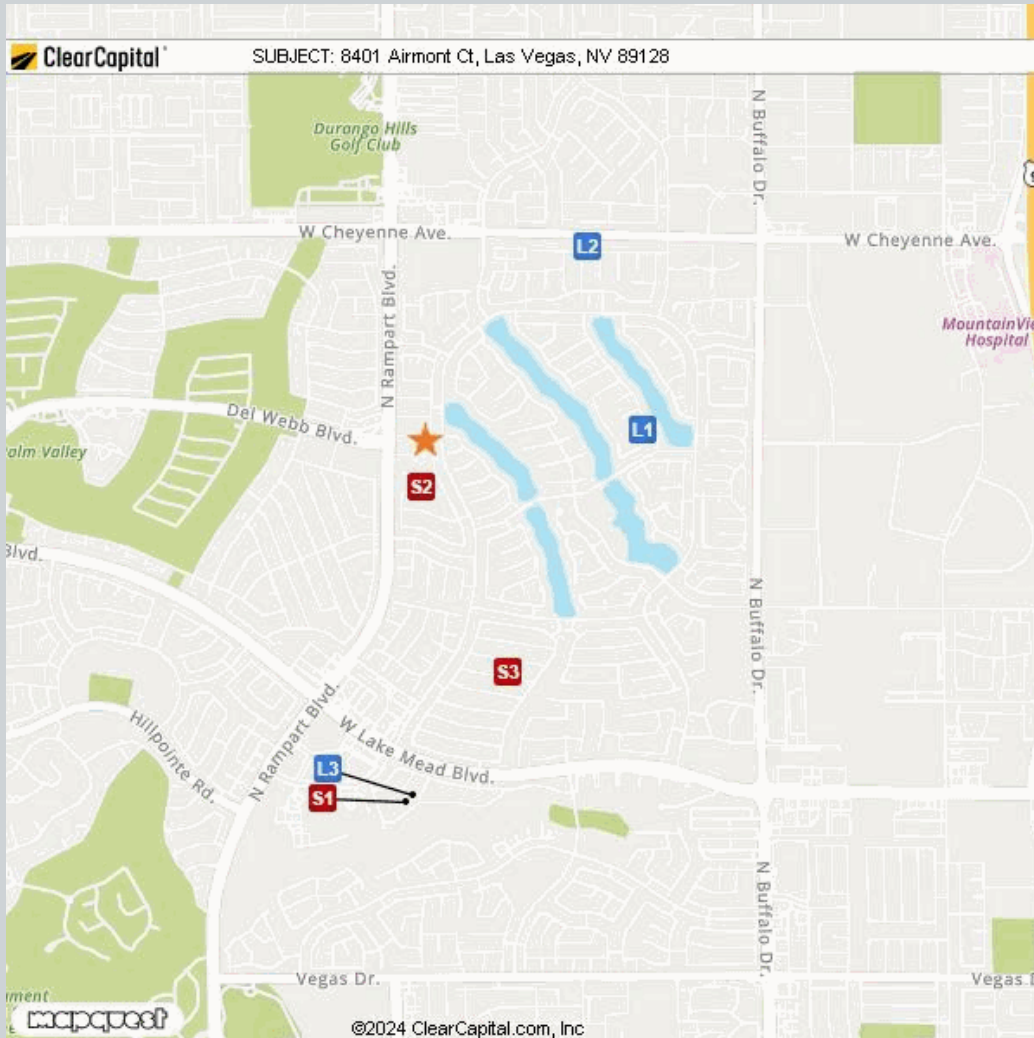 ClearCapital
SUBJECT: 8401 Airmont Ct, Las Vegas, NV 89128
N Buffalo Dr.
Durango Hills
Golf Club
W Cheyenne Ave.
L2
W Cheyenne Ave.
N Rampart Blvd.
MountainVie
Hospital
Del Webb Blvd.
L1
alm Valley
S2
Blvd.
N Buffalo Dr.
S3
N Rampart Blvd.
Hillpointe Rd.
W Lake Mead Blvd.
L3
S1
N Buffalo Dr.
Vegas Dr.
Vegas D
ament
mapquest
©2024 ClearCapital.com, Inc